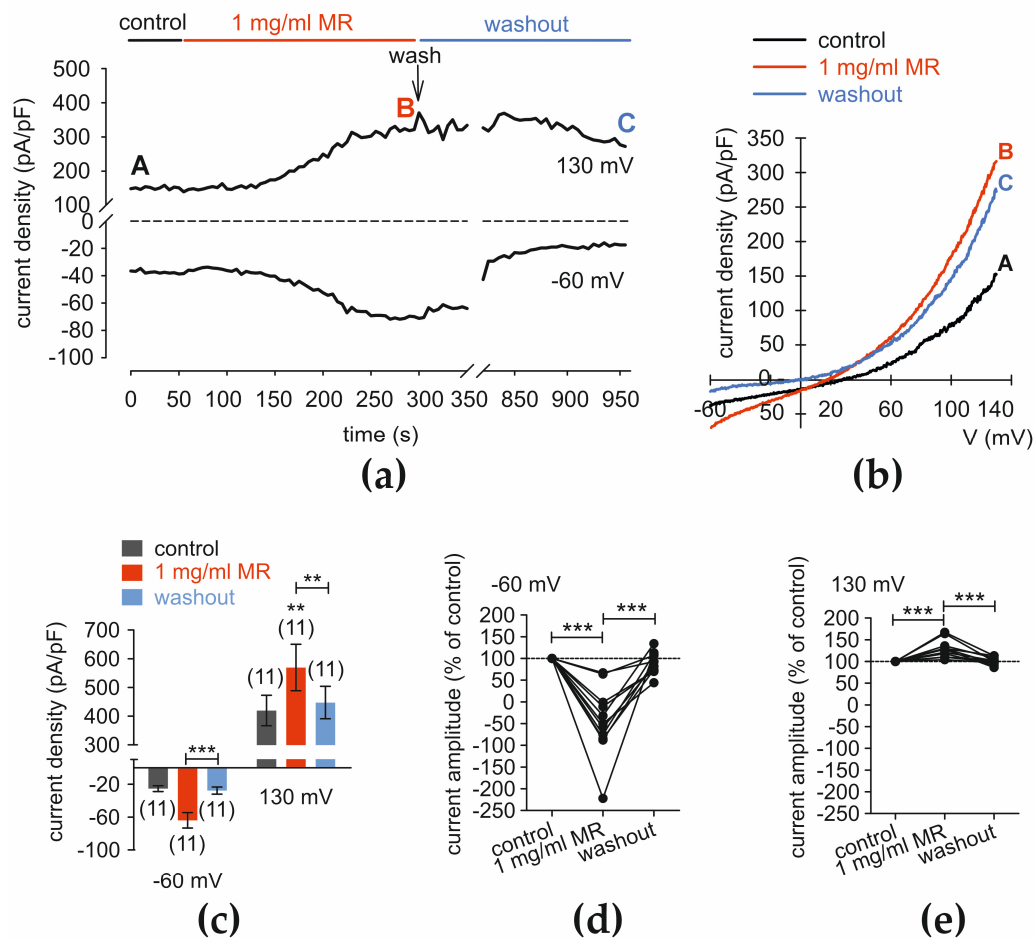 control 1 mg/ml MR washout
wash
500
400
300
200
100
0
-20
-40
-60
-80
-100
current density (pA/pF)
A
B
C
130 mV
-60 mV
0 50 100 150 200 250 300 350 850 900 950
time (s)
(a)
control
1 mg/ml MR
washout
350
300
250
200
150
100
50
0
50
current density (pA/pF)
B
C
A
-60 20 60 100 140
V (mV)
(b)
control
1 mg/ml MR
washout
700
600
500
400
300
-20
-60
-100
current density (pA/pF)
**
**
(11) (11) (11)
***
(11) (11) (11)
130 mV
-60 mV
(c)
-60 mV
*** ***
200
150
100
50
0
-50
-100
-150
-200
-250
current amplitude (% of control)
control
1 mg/ml MR
washout
(d)
130 mV
*** ***
200
150
100
50
0
-50
-100
-150
-200
-250
current amplitude (% of control)
control
1 mg/ml MR
washout
(e)